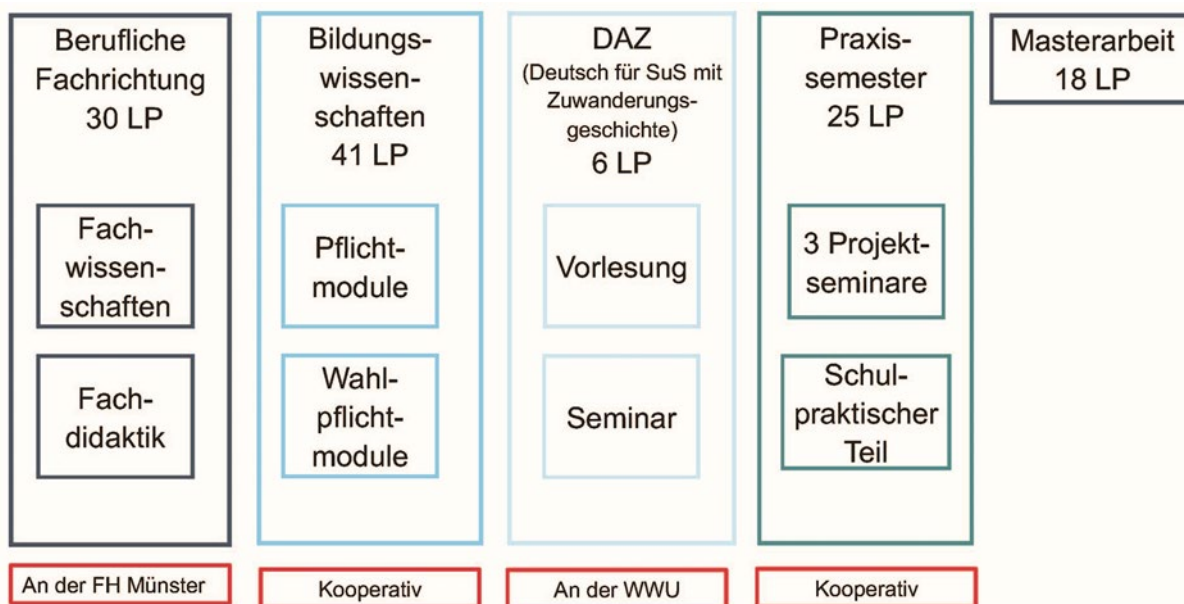 Berufliche
Fachrichtung
30 LP
Fach-
wissen-
schaften
Fach-
didaktik
An der FH Münster
Bildungs-
wissen-
schaften
41 LP
Pflicht-
module
Wahl-
pflicht-
module
Kooperativ
DAZ
(Deutsch für SuS mit
Zuwanderungs-
geschichte)
6 LP
Vorlesung
Seminar
An der WWU
Praxis-
semester
25 LP
3 Projekt-
seminare
Schul-
praktischer
Teil
Kooperativ
Masterarbeit
18 LP